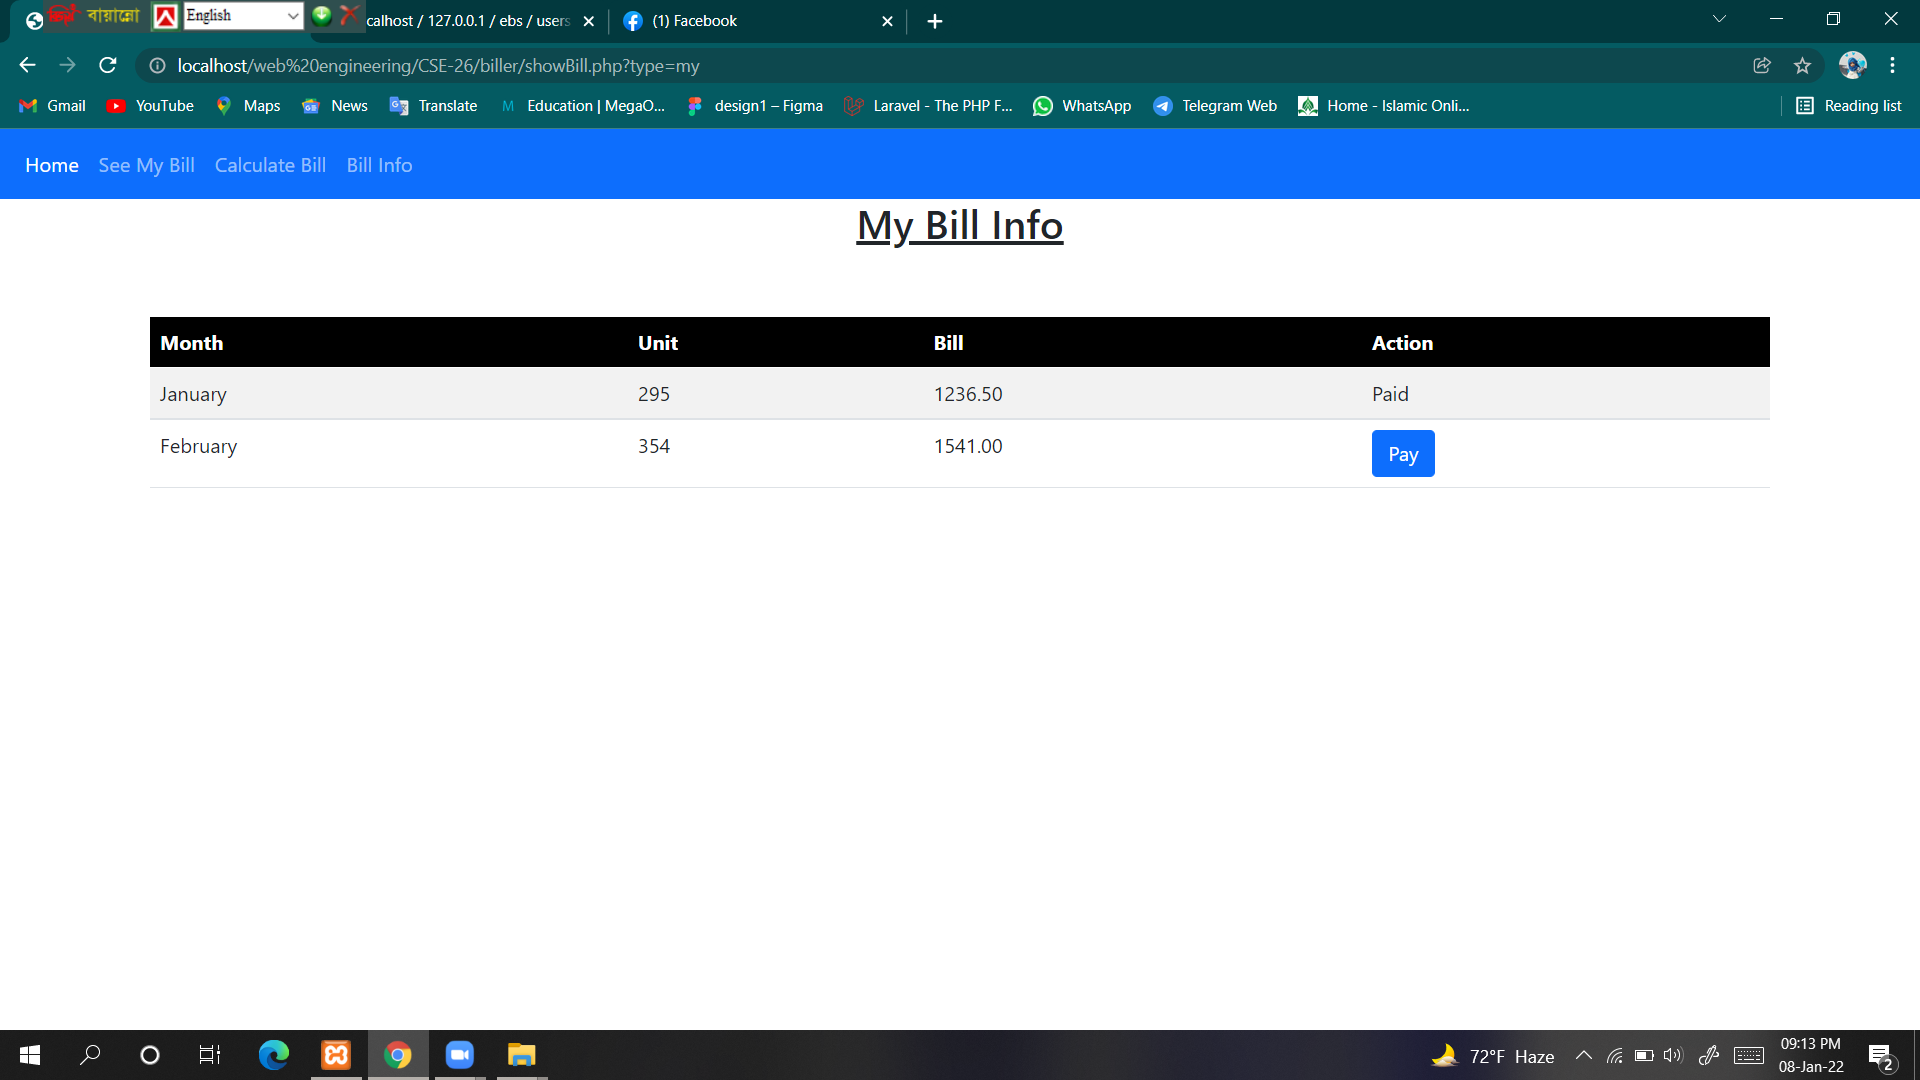 বায়ান্নো English calhost / 127.0.0.1 / ebs / users (1) Facebook
localhost/web%20engineering/CSE-26/biller/showBill.php?type=my
Gmail YouTube Maps News Translate Education | MegaO... design1 – Figma Laravel - The PHP F... WhatsApp Telegram Web Home - Islamic Onli... Reading list
Home See My Bill Calculate Bill Bill Info
My Bill Info
Month Unit Bill Action
January 295 1236.50 Paid
February 354 1541.00 Pay
72°F Haze
09:13 PM
08-Jan-22
2